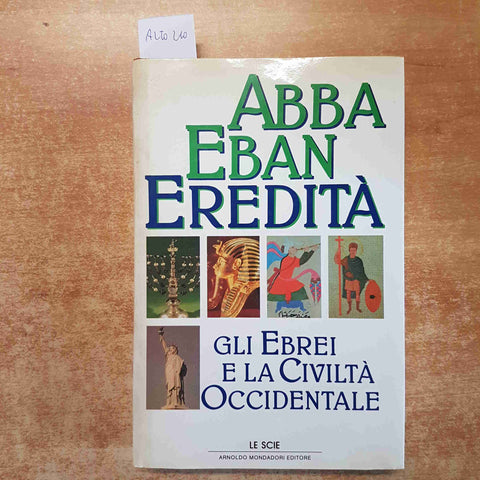 ALTO 210
ABBA
EBAN
EREDITÀ
GLI EBREI
E LA CIVILTÀ
OCCIDENTALE
LE SCIE
ARNOLDO MONDADORI EDITORE